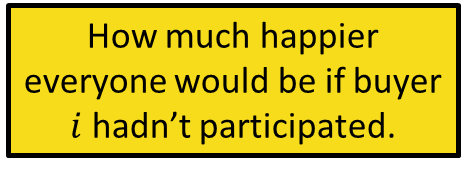 How much happier
everyone would be if buyer
𝑖 hadn’t participated.